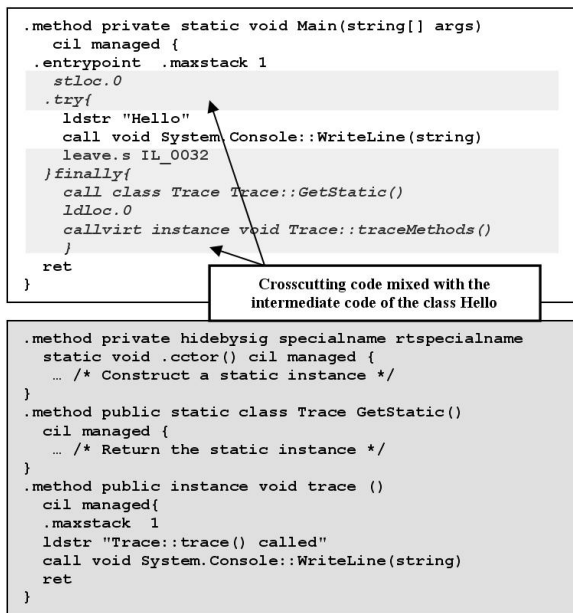 .method private static void Main(string[] args)
cil managed {
.entrypoint .maxstack 1
stloc.0
.try{
ldstr "Hello"
call void System.Console::WriteLine(string)
leave.s IL_0032
}finally{
call class Trace Trace::GetStatic()
ldloc.0
callvirt instance void Trace::traceMethods()
}
ret
}
Crosscutting code mixed with the
intermediate code of the class Hello
.method private hidebysig specialname rtspecialname
static void .cctor() cil managed {
… /* Construct a static instance */
}
.method public static class Trace GetStatic()
cil managed {
… /* Return the static instance */
}
.method public instance void trace ()
cil managed{
.maxstack 1
ldstr "Trace::trace() called"
call void System.Console::WriteLine(string)
ret
}